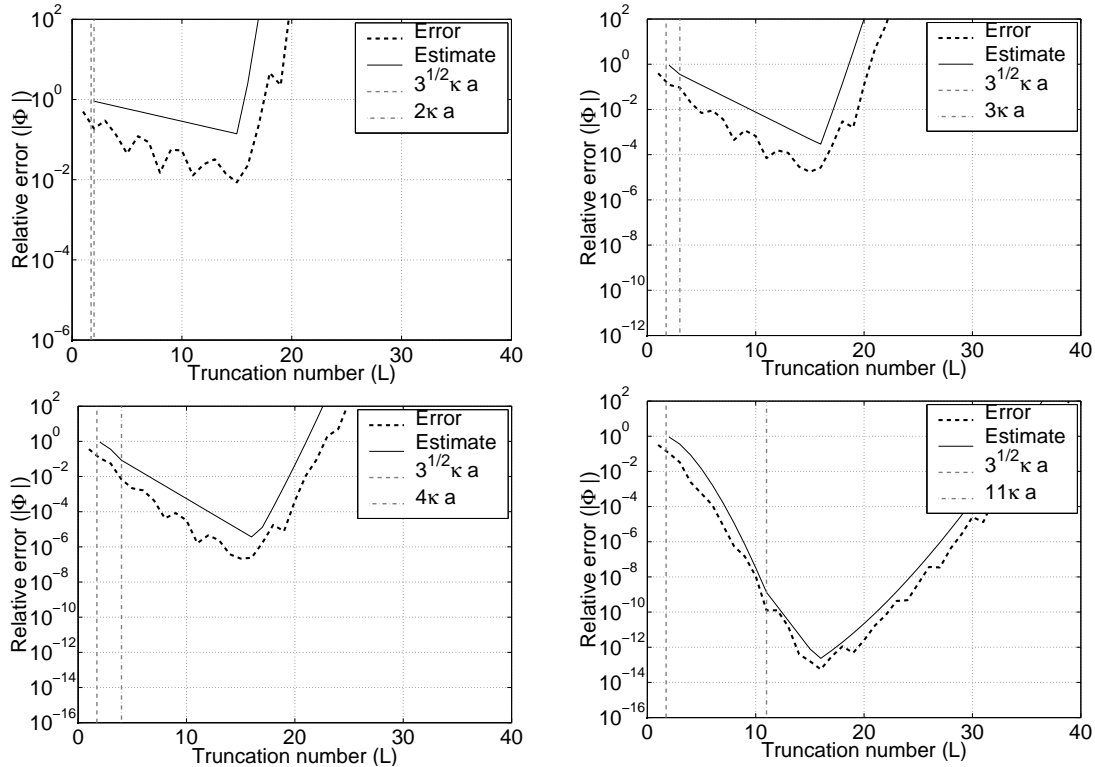 10^2
10^0
10^−2
10^−4
10^−6
Relative error (|Φ|)
0 10 20 30 40
Truncation number (L)
Error
Estimate
3^1/2 κ a
2κ a
10^2
10^0
10^−2
10^−4
10^−6
10^−8
10^−10
10^−12
Relative error (|Φ|)
0 10 20 30 40
Truncation number (L)
Error
Estimate
3^1/2 κ a
3κ a
10^2
10^0
10^−2
10^−4
10^−6
10^−8
10^−10
10^−12
10^−14
10^−16
Relative error (|Φ|)
0 10 20 30 40
Truncation number (L)
Error
Estimate
3^1/2 κ a
4κ a
10^2
10^0
10^−2
10^−4
10^−6
10^−8
10^−10
10^−12
10^−14
10^−16
Relative error (|Φ|)
0 10 20 30 40
Truncation number (L)
Error
Estimate
3^1/2 κ a
11κ a